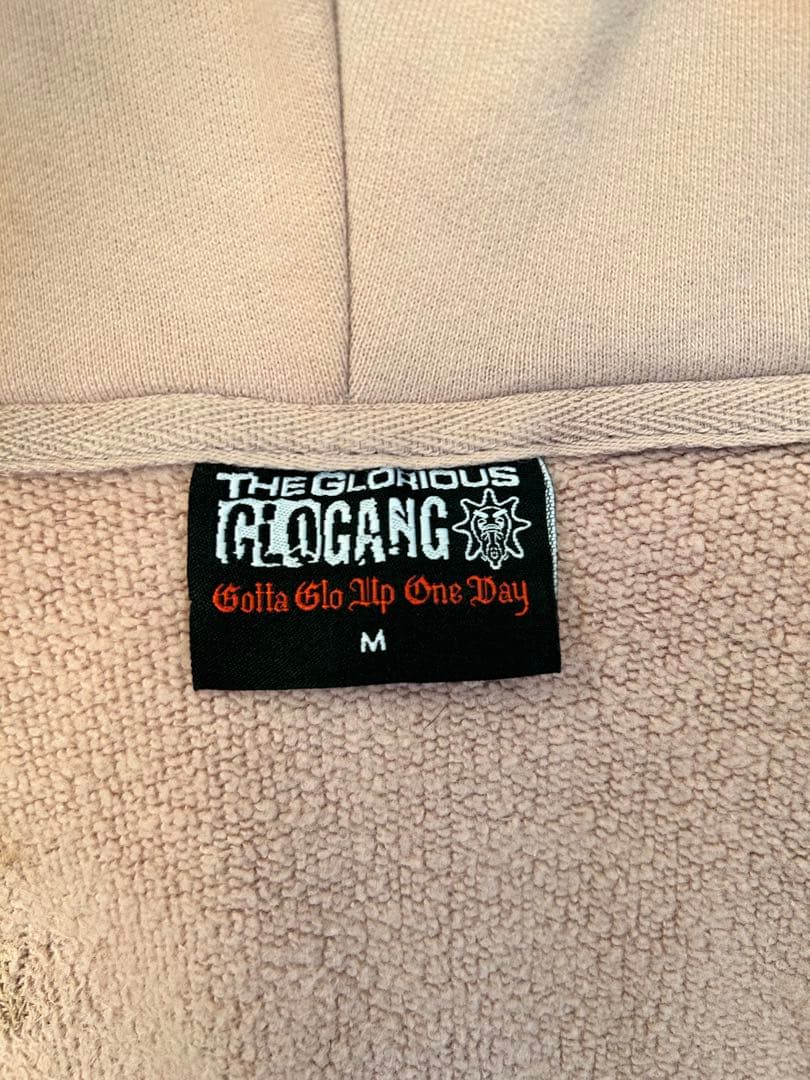 THE GLORIOUS
GLOGANG
Gotta Glo Up One Day
M